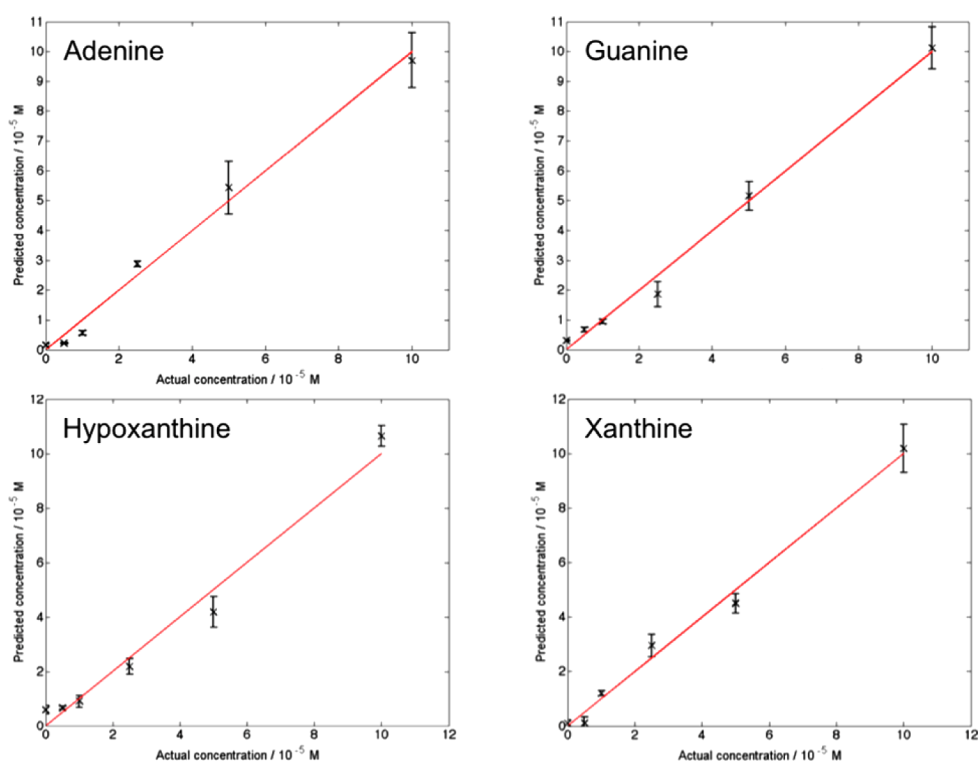 Adenine
Predicted concentration / 10⁻⁵ M
11
10
9
8
7
6
5
4
3
2
1
0
0 2 4 6 8 10
Actual concentration / 10⁻⁵ M
Guanine
Predicted concentration / 10⁻⁵ M
11
10
9
8
7
6
5
4
3
2
1
0
0 2 4 6 8 10
Actual concentration / 10⁻⁵ M
Hypoxanthine
Predicted concentration / 10⁻⁵ M
12
10
8
6
4
2
0
0 2 4 6 8 10 12
Actual concentration / 10⁻⁵ M
Xanthine
Predicted concentration / 10⁻⁵ M
12
10
8
6
4
2
0
0 2 4 6 8 10 12
Actual concentration / 10⁻⁵ M